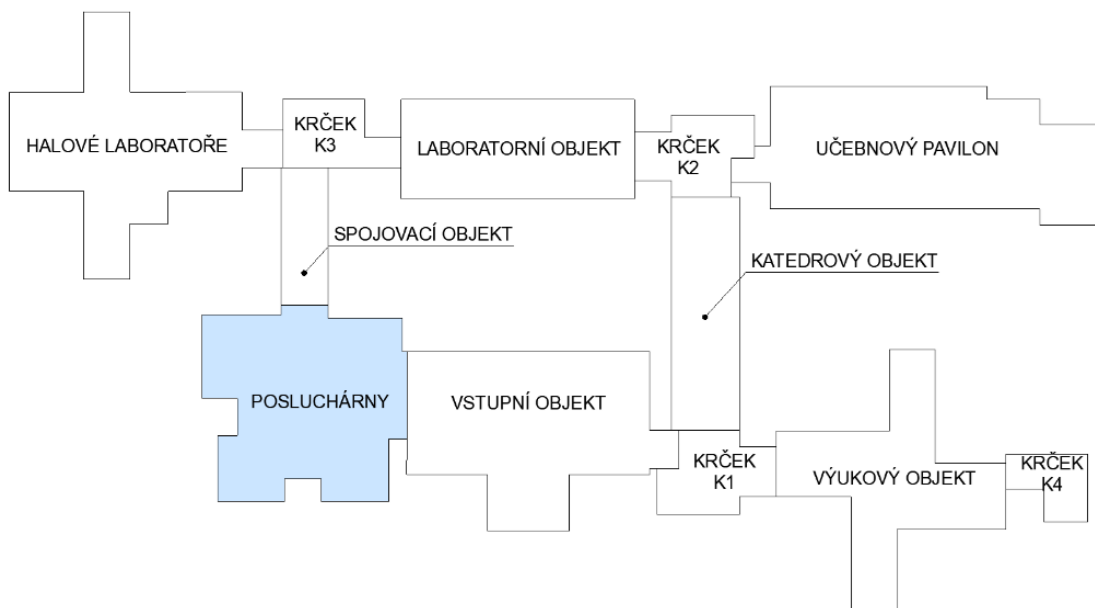 HALOVÉ LABORATOŘE
KRČEK
K3
LABORATORNÍ OBJEKT
KRČEK
K2
UČEBNOVÝ PAVILON
SPOJOVACÍ OBJEKT
KATEDROVÝ OBJEKT
POSLUCHÁRNY
VSTUPNÍ OBJEKT
KRČEK
K1
VÝUKOVÝ OBJEKT
KRČEK
K4